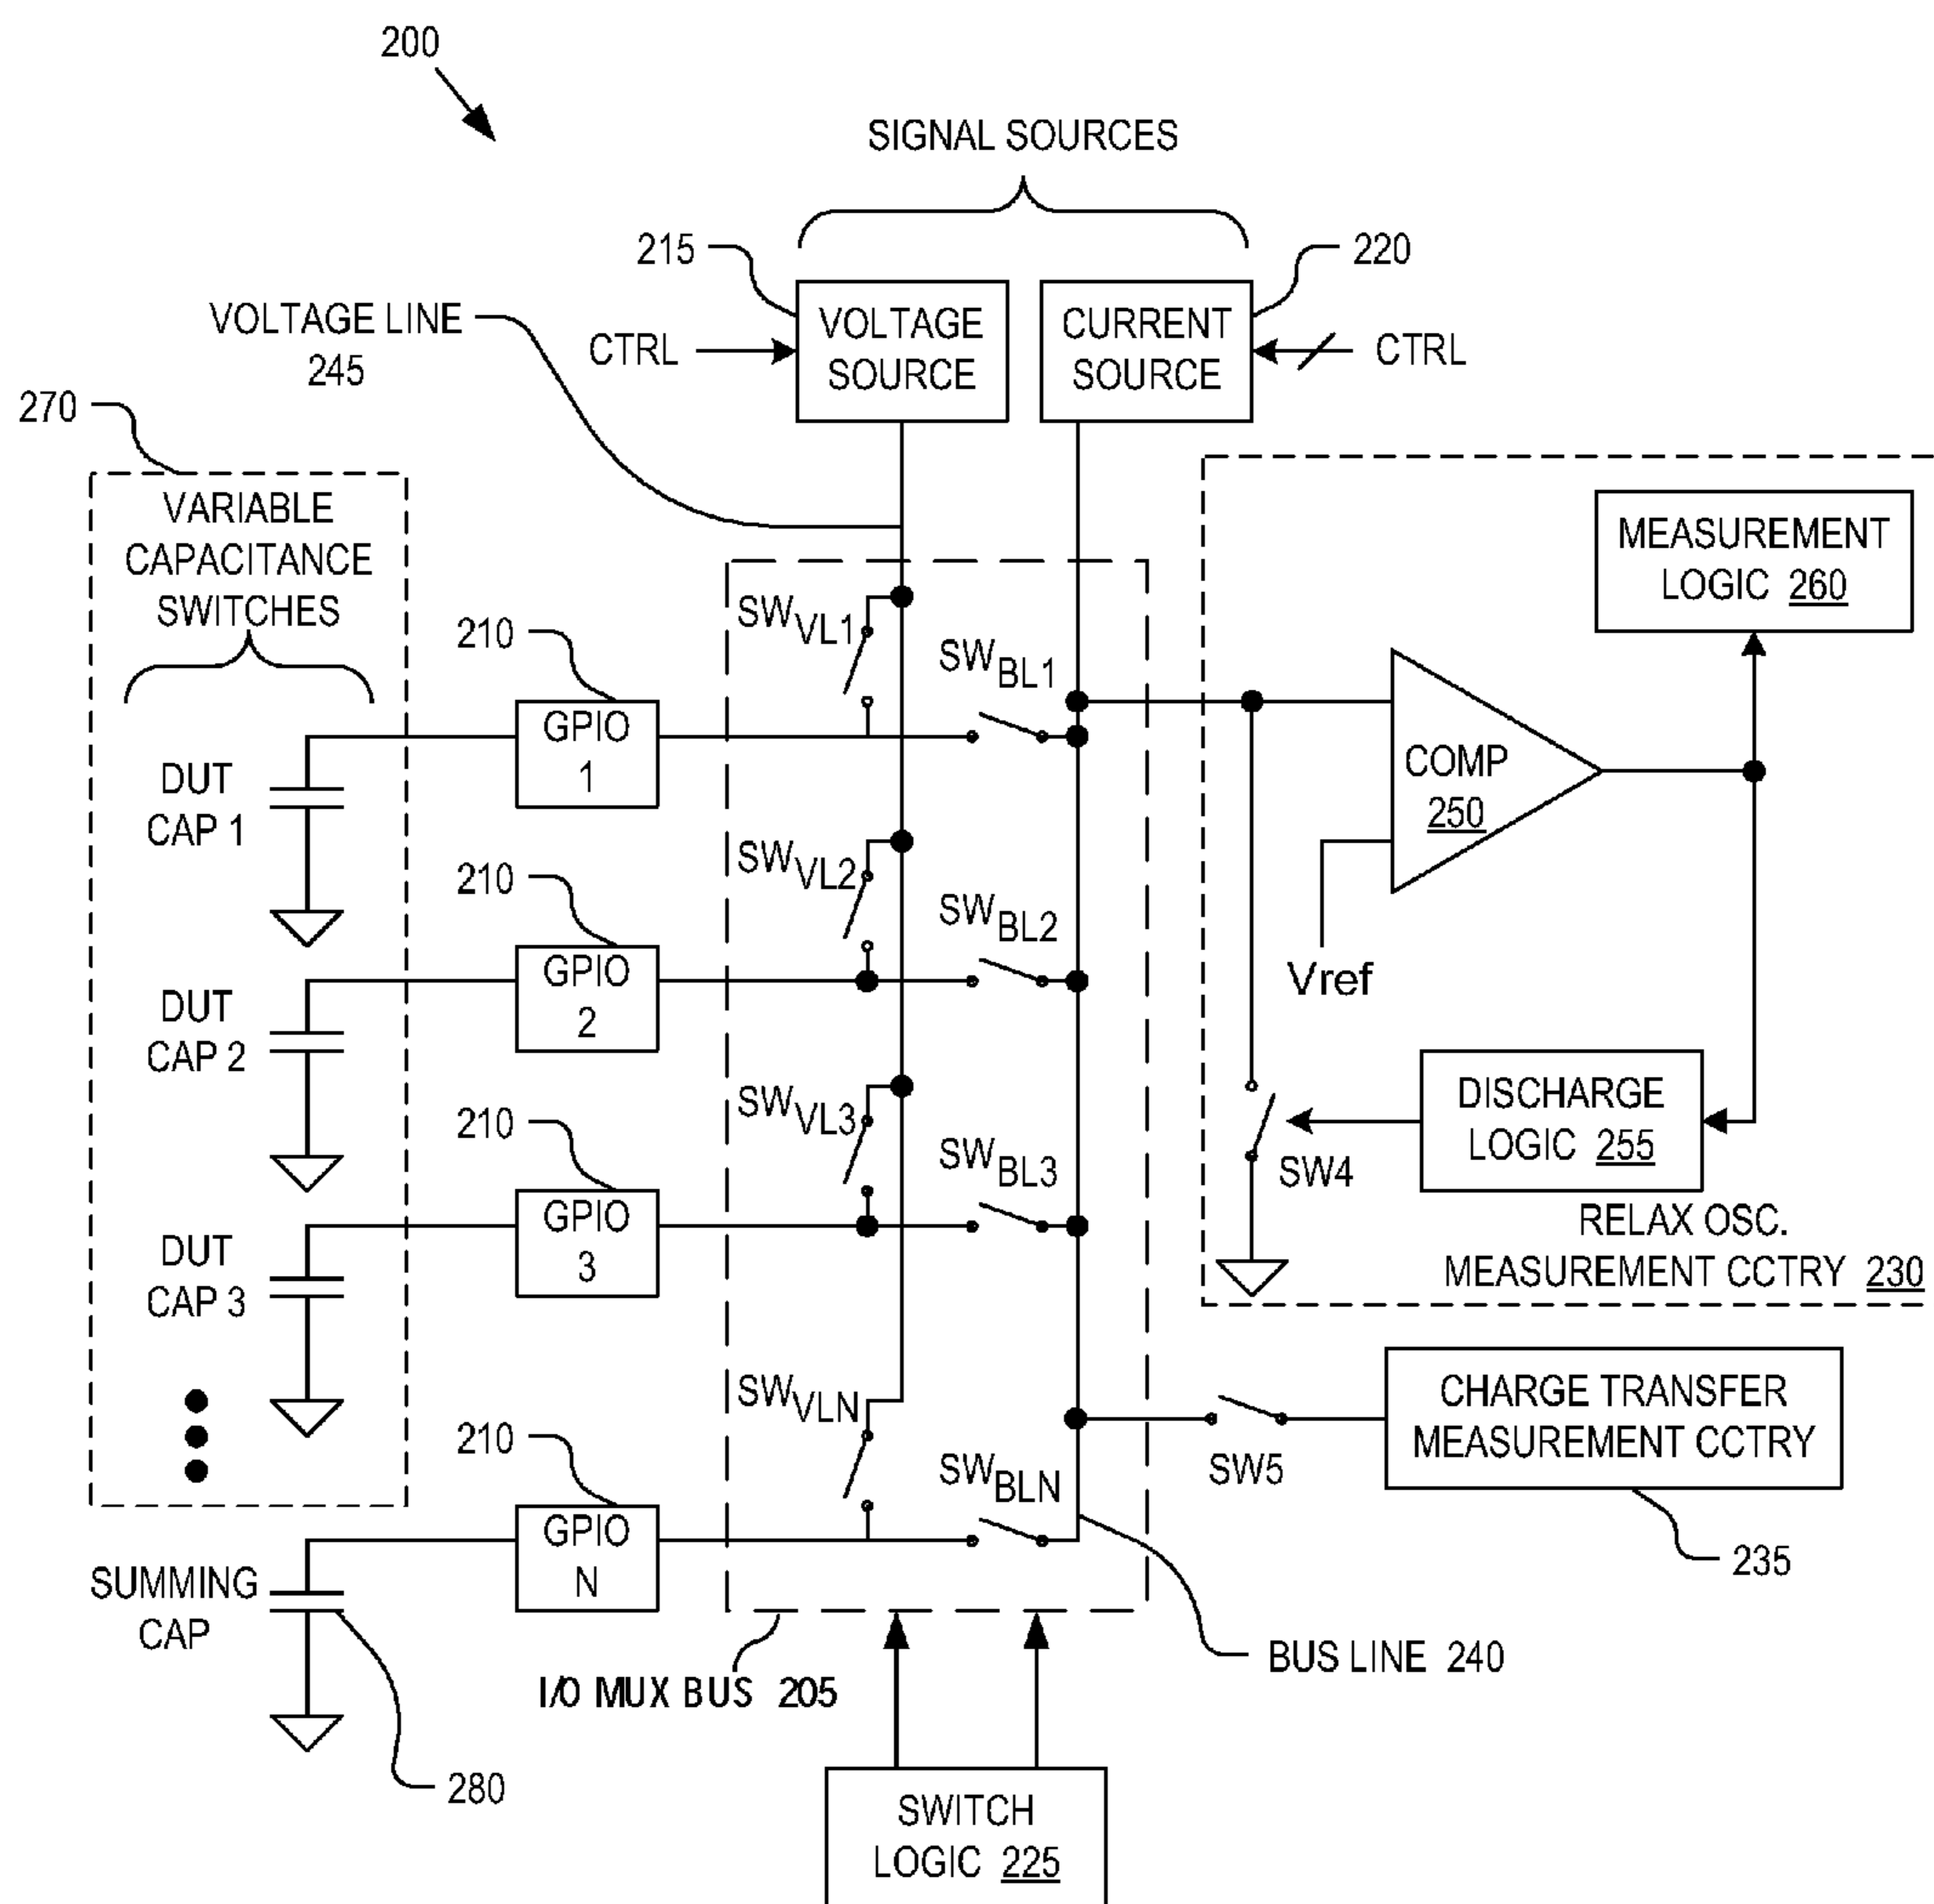 200
SIGNAL SOURCES
215
220
VOLTAGE LINE
245
CTRL
VOLTAGE
SOURCE
CURRENT
SOURCE
CTRL
270
VARIABLE
CAPACITANCE
SWITCHES
MEASUREMENT
LOGIC 260
210
SWVL1
SWBL1
GPIO
1
DUT
CAP 1
COMP
250
Vref
210
SWVL2
SWBL2
GPIO
2
DUT
CAP 2
210
SWVL3
SWBL3
GPIO
3
DUT
CAP 3
SW4
DISCHARGE
LOGIC 255
RELAX OSC.
MEASUREMENT CCTRY 230
210
SWVLN
SWBLN
GPIO
N
SW5
CHARGE TRANSFER
MEASUREMENT CCTRY
235
SUMMING
CAP
280
I/O MUX BUS 205
BUS LINE 240
SWITCH
LOGIC 225